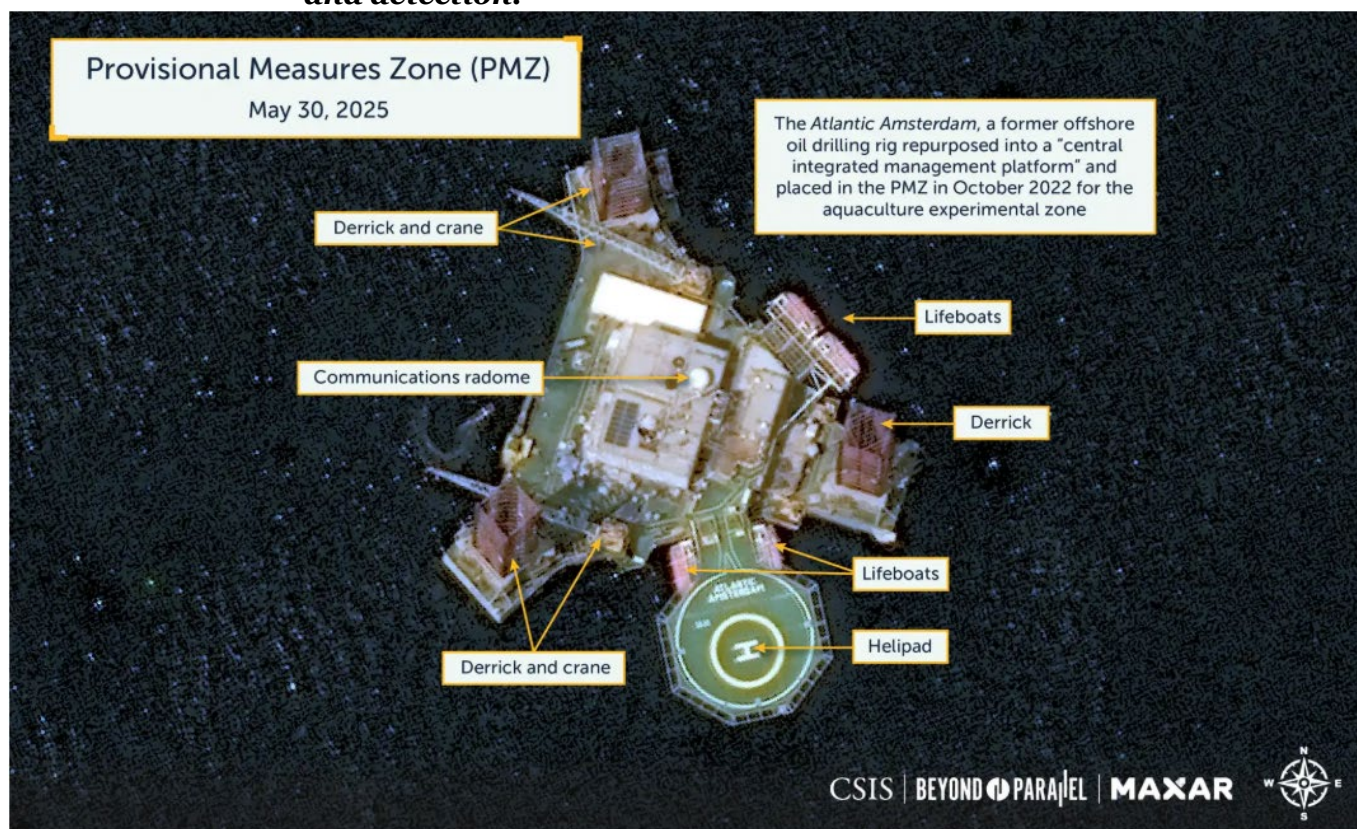 and detection.
Provisional Measures Zone (PMZ)
May 30, 2025
The Atlantic Amsterdam, a former offshore
oil drilling rig repurposed into a "central
integrated management platform" and
placed in the PMZ in October 2022 for the
aquaculture experimental zone
Derrick and crane
Lifeboats
Communications radome
Derrick
Lifeboats
ATLANTIC
AMSTERDAM
H
Helipad
Derrick and crane
CSIS | BEYOND PARALLEL | MAXAR
N
W E
S